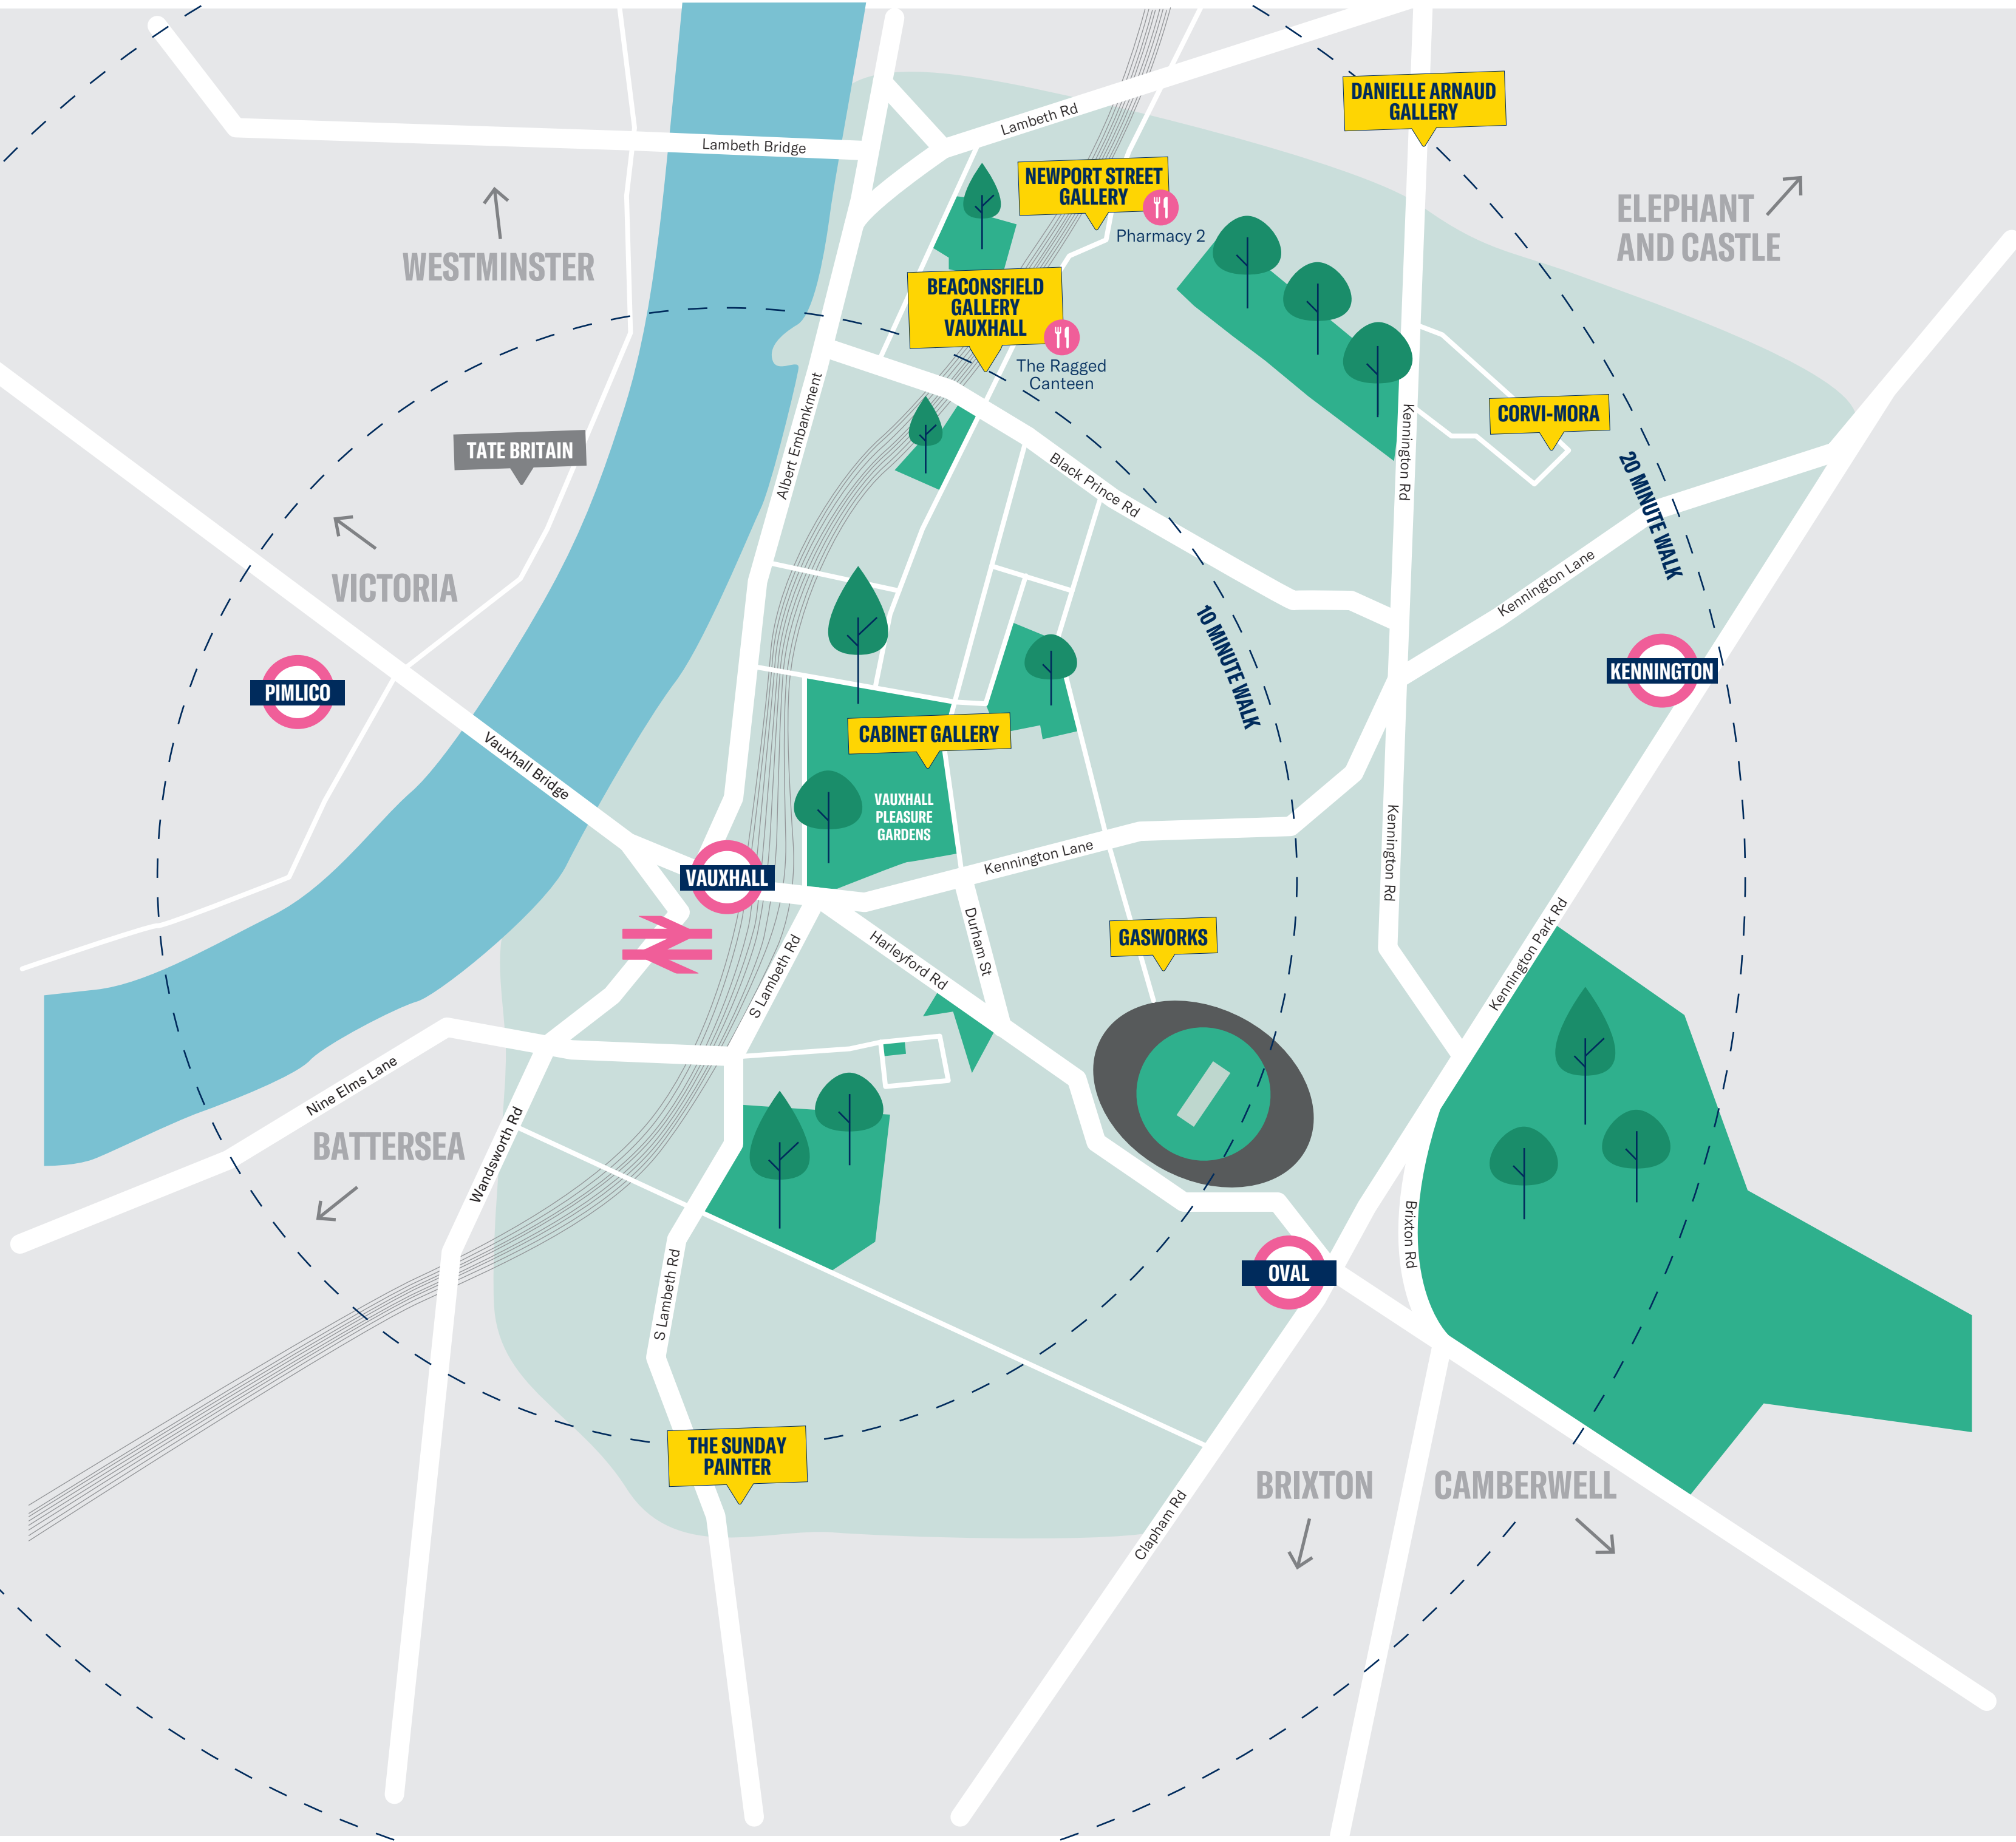 DANIELLE ARNAUD
GALLERY
Lambeth Rd
Lambeth Bridge
NEWPORT STREET
GALLERY
Pharmacy 2
ELEPHANT
AND CASTLE
WESTMINSTER
BEACONSFIELD
GALLERY
VAUXHALL
The Ragged
Canteen
Albert Embankment
CORVI-MORA
Kennington Rd
TATE BRITAIN
Black Prince Rd
20 MINUTE WALK
VICTORIA
Kennington Lane
10 MINUTE WALK
KENNINGTON
PIMLICO
CABINET GALLERY
Vauxhall Bridge
VAUXHALL
PLEASURE
GARDENS
Kennington Rd
VAUXHALL
Kennington Lane
Durham St
Harleyford Rd
S Lambeth Rd
GASWORKS
Kennington Park Rd
Nine Elms Lane
BATTERSEA
Wandsworth Rd
Brixton Rd
OVAL
S Lambeth Rd
THE SUNDAY
PAINTER
BRIXTON
CAMBERWELL
Clapham Rd